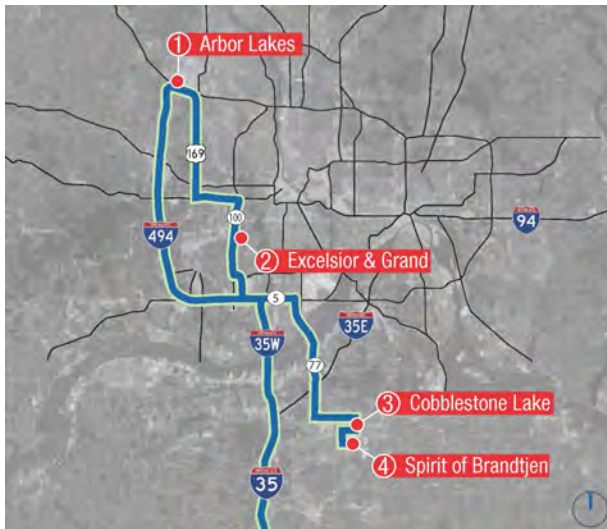 1 Arbor Lakes
169
100
494
94
2 Excelsior & Grand
5
35E
35W
77
3 Cobblestone Lake
4 Spirit of Brandtjen
35